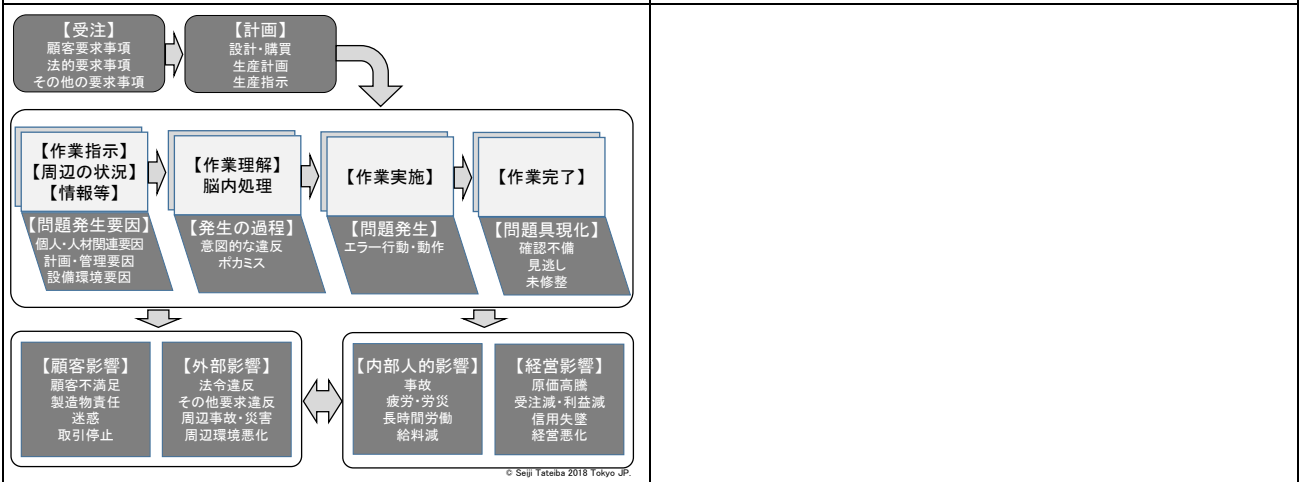 【受注】
顧客要求事項
法的要求事項
その他の要求事項
【計画】
設計・購買
生産計画
生産指示
【作業指示】
【周辺の状況】
【情報等】
【作業理解】
脳内処理
【作業実施】
【作業完了】
【問題発生要因】
個人・人材関連要因
計画・管理要因
設備環境要因
【発生の過程】
意図的な違反
ポカミス
【問題発生】
エラー行動・動作
【問題具現化】
確認不備
見逃し
未修整
【顧客影響】
顧客不満足
製造物責任
迷惑
取引停止
【外部影響】
法令違反
その他要求違反
周辺事故・災害
周辺環境悪化
【内部人的影響】
事故
疲労・労災
長時間労働
給料減
【経営影響】
原価高騰
受注減・利益減
信用失墜
経営悪化
© Seiji Tateiba 2018 Tokyo JP.